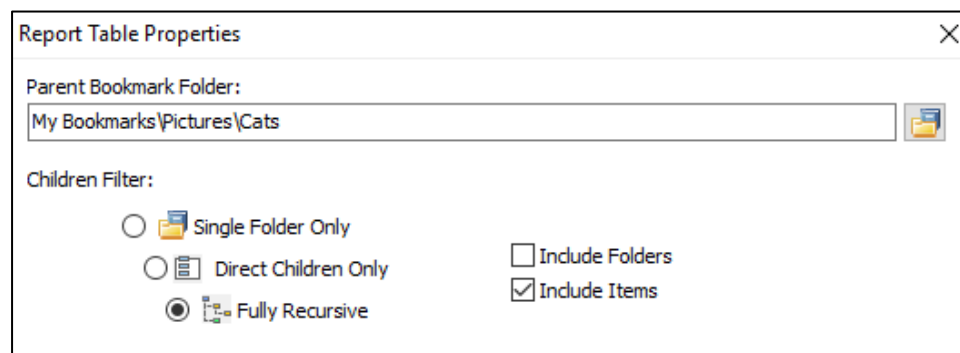 Report Table Properties
Parent Bookmark Folder:
My Bookmarks\Pictures\Cats
Children Filter:
Single Folder Only
Direct Children Only
Fully Recursive
Include Folders
Include Items